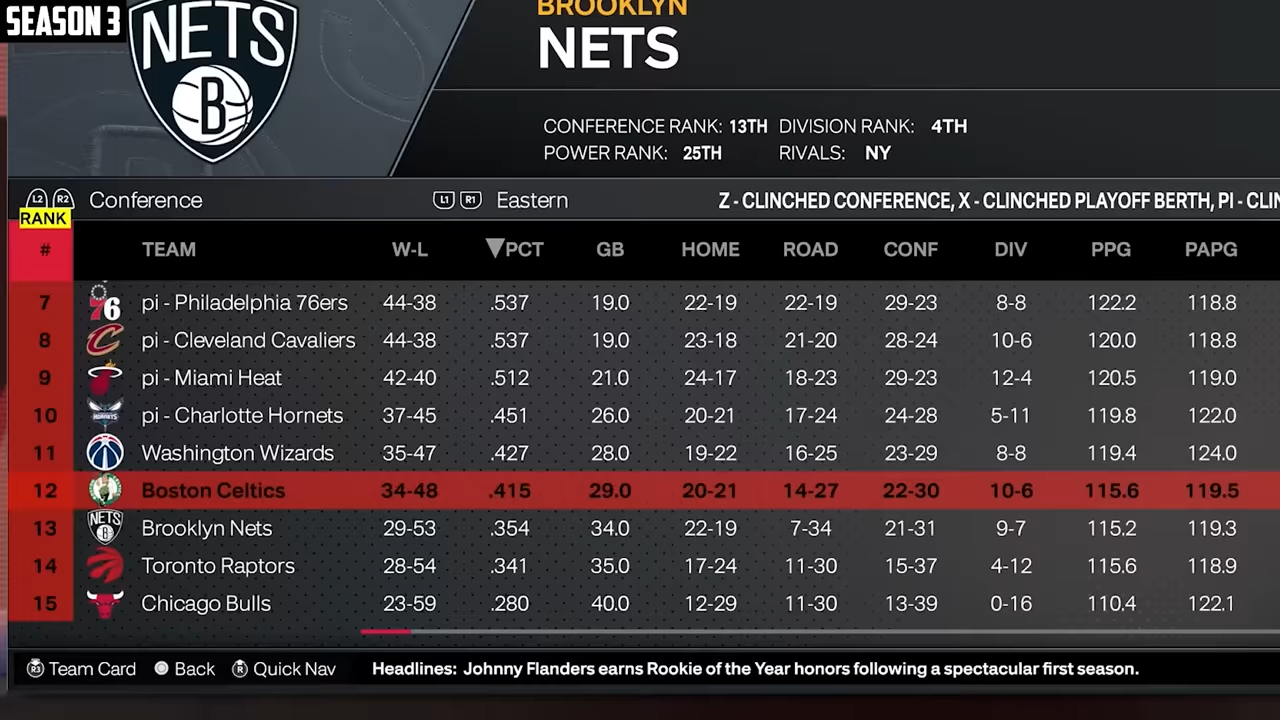 SEASON 3
NETS
B
BROOKLYN
NETS
CONFERENCE RANK: 13TH DIVISION RANK: 4TH
POWER RANK: 25TH RIVALS: NY
L2 R2 Conference L1 R1 Eastern Z - CLINCHED CONFERENCE, X - CLINCHED PLAYOFF BERTH, PI - CLIN
RANK
# TEAM W-L PCT GB HOME ROAD CONF DIV PPG PAPG
7 76 pi - Philadelphia 76ers 44-38 .537 19.0 22-19 22-19 29-23 8-8 122.2 118.8
8 pi - Cleveland Cavaliers 44-38 .537 19.0 23-18 21-20 28-24 10-6 120.0 118.8
9 pi - Miami Heat 42-40 .512 21.0 24-17 18-23 29-23 12-4 120.5 119.0
10 HORNETS pi - Charlotte Hornets 37-45 .451 26.0 20-21 17-24 24-28 5-11 119.8 122.0
11 Washington Wizards 35-47 .427 28.0 19-22 16-25 23-29 8-8 119.4 124.0
12 Boston Celtics 34-48 .415 29.0 20-21 14-27 22-30 10-6 115.6 119.5
13 NETS B Brooklyn Nets 29-53 .354 34.0 22-19 7-34 21-31 9-7 115.2 119.3
14 Toronto Raptors 28-54 .341 35.0 17-24 11-30 15-37 4-12 115.6 118.9
15 Chicago Bulls 23-59 .280 40.0 12-29 11-30 13-39 0-16 110.4 122.1
R3 Team Card Back R Quick Nav Headlines: Johnny Flanders earns Rookie of the Year honors following a spectacular first season.